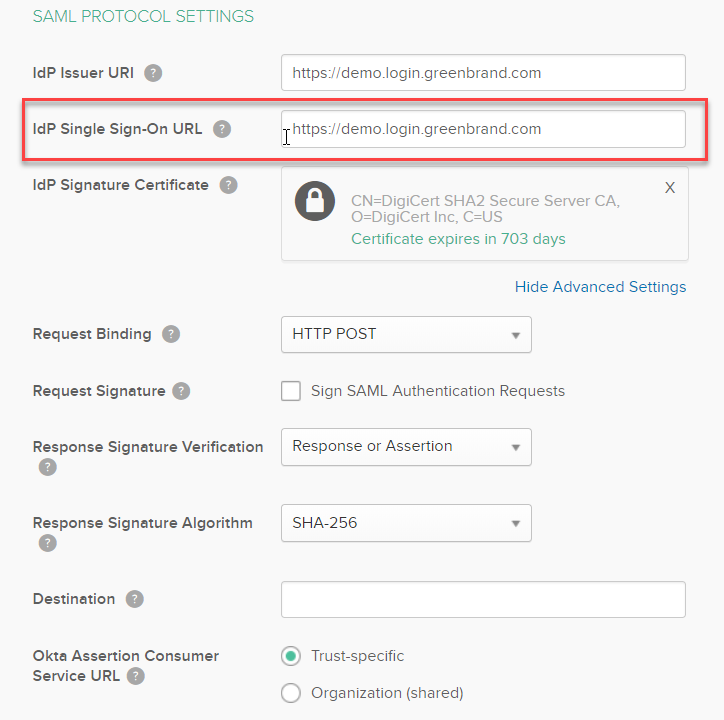 SAML PROTOCOL SETTINGS
IdP Issuer URI ?
https://demo.login.greenbrand.com
IdP Single Sign-On URL ?
https://demo.login.greenbrand.com
IdP Signature Certificate ?
X
CN=DigiCert SHA2 Secure Server CA,
O=DigiCert Inc, C=US
Certificate expires in 703 days
Hide Advanced Settings
Request Binding ?
HTTP POST
Request Signature ?
Sign SAML Authentication Requests
Response Signature Verification
?
Response or Assertion
Response Signature Algorithm
?
SHA-256
Destination ?
Okta Assertion Consumer
Service URL ?
Trust-specific
Organization (shared)